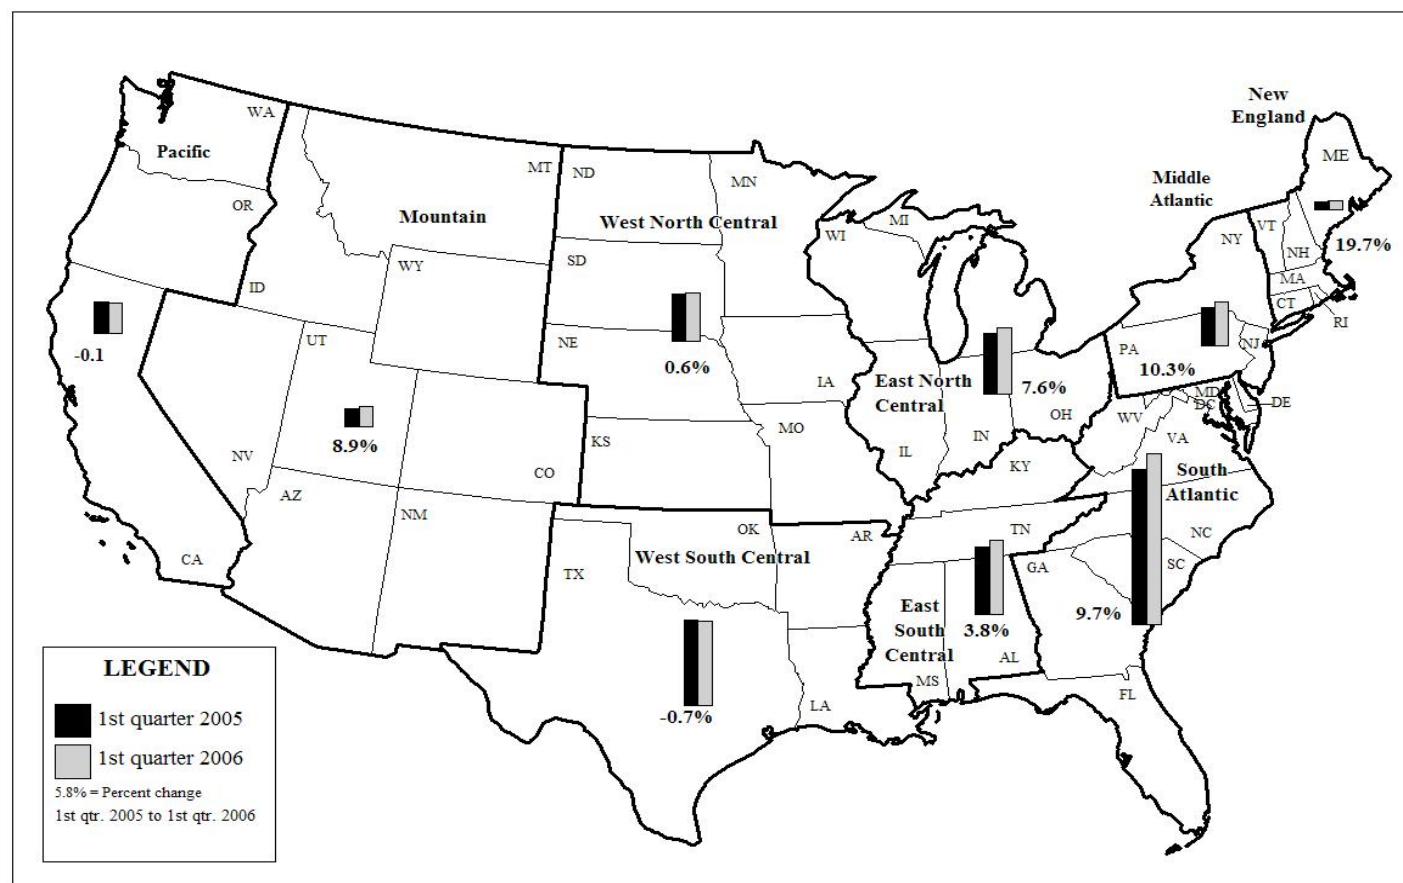 New
England
WA
Pacific
ME
MT
ND
MN
Middle
Atlantic
OR
Mountain
West North Central
MI
VT
WI
NY
NH
19.7%
WY
SD
ID
MA
CT
RI
UT
NE
PA
NJ
-0.1
0.6%
10.3%
East North
Central
7.6%
IA
MD
DE
DC
OH
WV
8.9%
MO
KS
IN
VA
NV
IL
KY
South
Atlantic
CO
AZ
NM
OK
TN
NC
AR
West South Central
CA
TX
GA
SC
East
South
Central
9.7%
3.8%
AL
LEGEND
MS
FL
LA
1st quarter 2005
-0.7%
1st quarter 2006
5.8% = Percent change
1st qtr. 2005 to 1st qtr. 2006